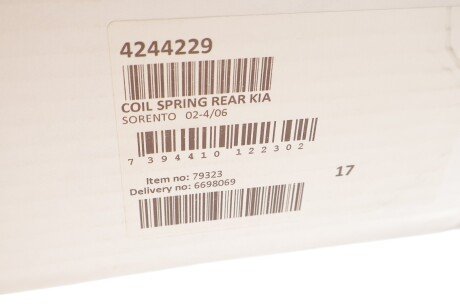 4244229
COIL SPRING REAR KIA
SORENTO 02-4/06
7 394410 122302
Item no: 79323
Delivery no: 6698069
17